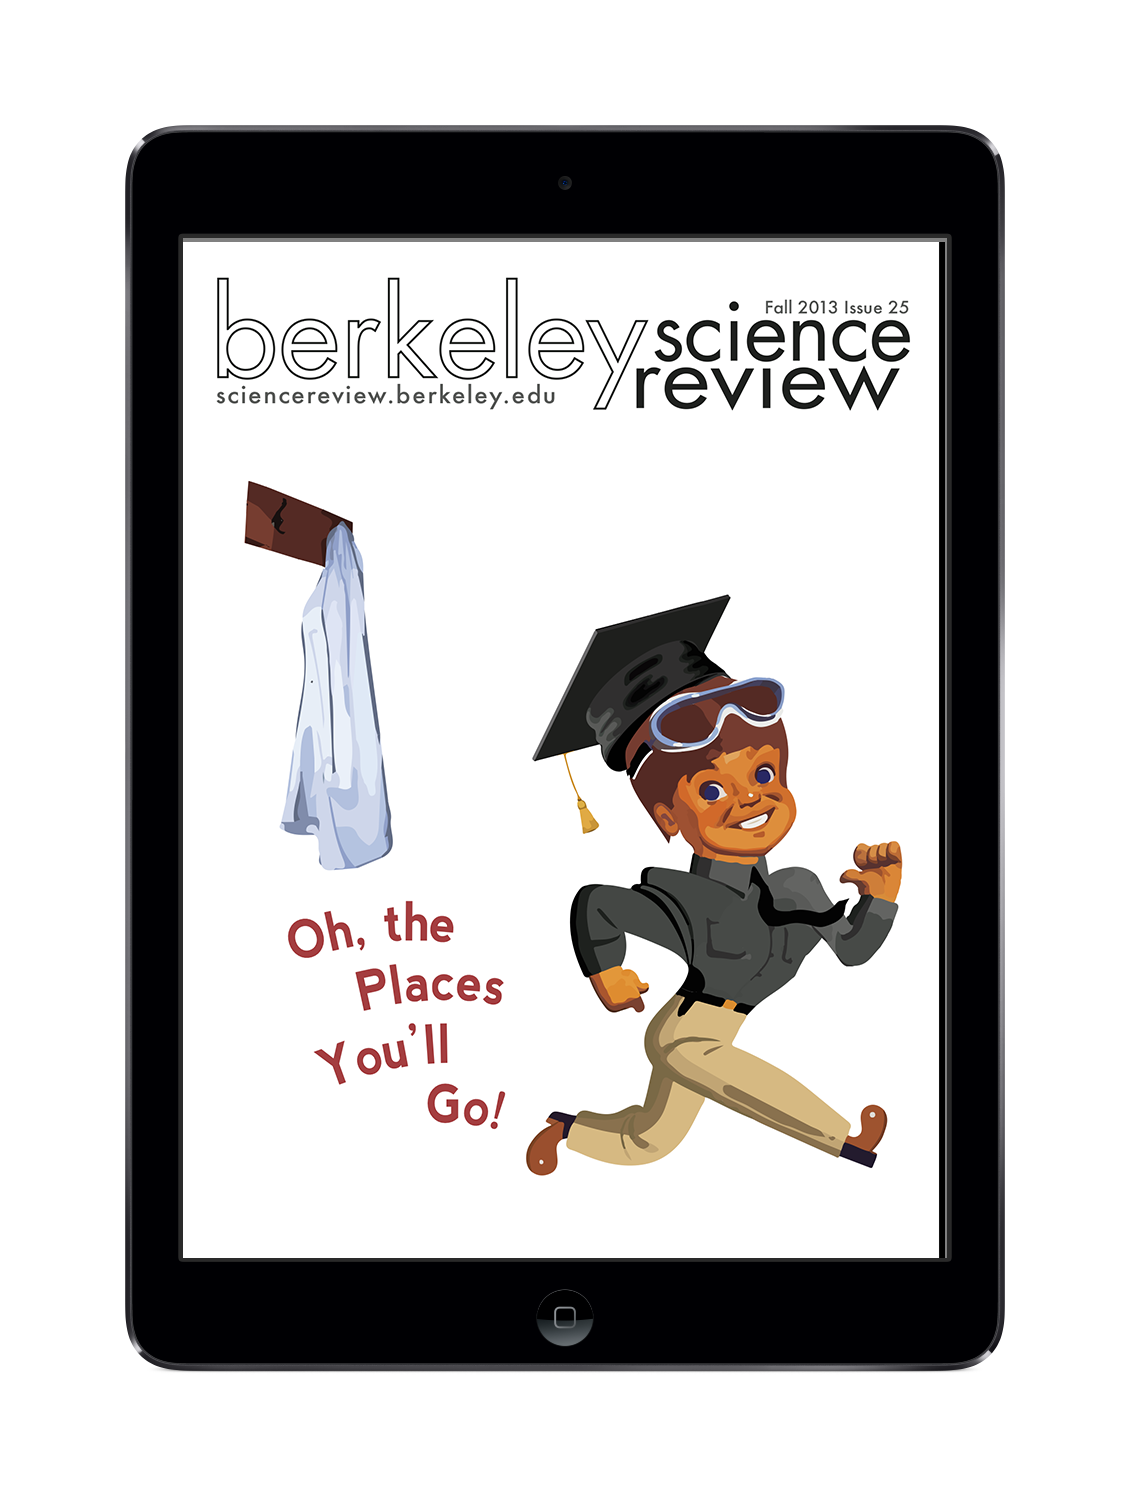 Fall 2013 Issue 25
berkeley science review
sciencereview.berkeley.edu
Oh, the
Places
You'll
Go!